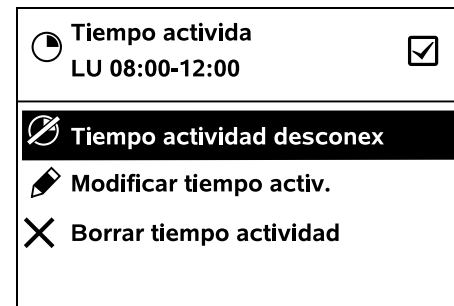 Tiempo activida
LU 08:00-12:00
Tiempo actividad desconex
Modificar tiempo activ.
Borrar tiempo actividad